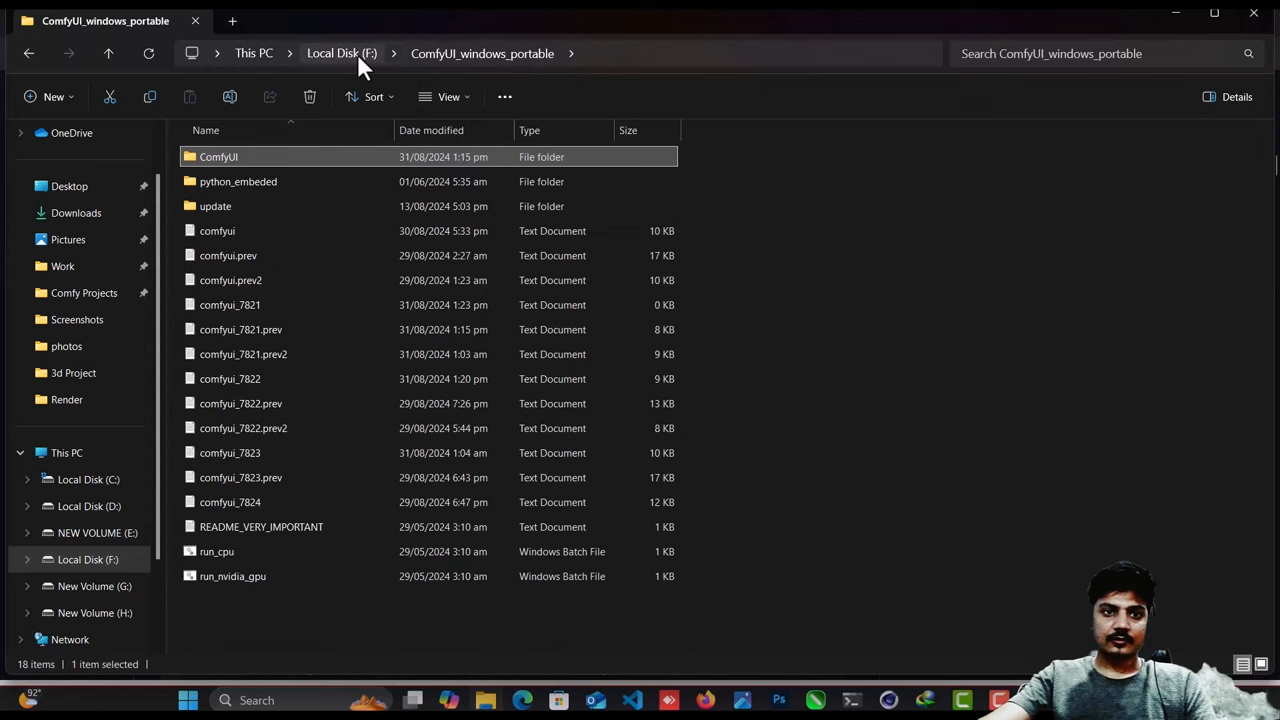 ComfyUI_windows_portable
This PC > Local Disk (F:) > ComfyUI_windows_portable >
Search ComfyUI_windows_portable
New
Sort
View
Details
OneDrive
Desktop
Downloads
Pictures
Work
Comfy Projects
Screenshots
photos
3d Project
Render
This PC
Local Disk (C:)
Local Disk (D:)
NEW VOLUME (E:)
Local Disk (F:)
New Volume (G:)
New Volume (H:)
Network
Name Date modified Type Size
ComfyUI 31/08/2024 1:15 pm File folder
python_embeded 01/06/2024 5:35 am File folder
update 13/08/2024 5:03 pm File folder
comfyui 30/08/2024 5:33 pm Text Document 10 KB
comfyui.prev 29/08/2024 2:27 am Text Document 17 KB
comfyui.prev2 29/08/2024 1:23 am Text Document 10 KB
comfyui_7821 31/08/2024 1:23 pm Text Document 0 KB
comfyui_7821.prev 31/08/2024 1:15 pm Text Document 8 KB
comfyui_7821.prev2 31/08/2024 1:03 am Text Document 9 KB
comfyui_7822 31/08/2024 1:20 pm Text Document 9 KB
comfyui_7822.prev 29/08/2024 7:26 pm Text Document 13 KB
comfyui_7822.prev2 29/08/2024 5:44 pm Text Document 8 KB
comfyui_7823 31/08/2024 1:04 am Text Document 10 KB
comfyui_7823.prev 29/08/2024 6:43 pm Text Document 17 KB
comfyui_7824 29/08/2024 6:47 pm Text Document 12 KB
README_VERY_IMPORTANT 29/05/2024 3:10 am Text Document 1 KB
run_cpu 29/05/2024 3:10 am Windows Batch File 1 KB
run_nvidia_gpu 29/05/2024 3:10 am Windows Batch File 1 KB
18 items 1 item selected
92°
Search
Ps